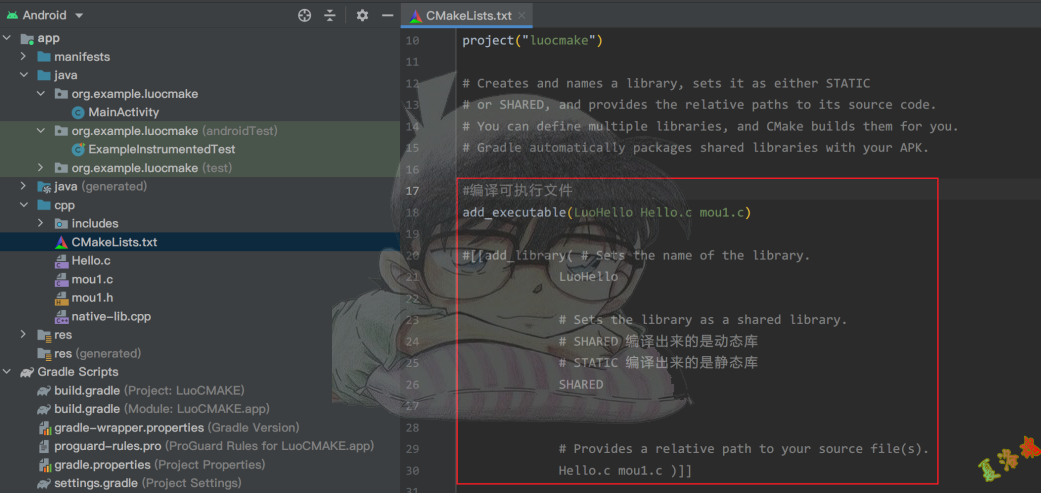 Android
CMakeLists.txt
app
manifests
java
org.example.luocmake
MainActivity
org.example.luocmake (androidTest)
ExampleInstrumentedTest
org.example.luocmake (test)
java (generated)
cpp
includes
CMakeLists.txt
Hello.c
mou1.c
mou1.h
native-lib.cpp
res
res (generated)
Gradle Scripts
build.gradle (Project: LuoCMAKE)
build.gradle (Module: LuoCMAKE.app)
gradle-wrapper.properties (Gradle Version)
proguard-rules.pro (ProGuard Rules for LuoCMAKE.app)
gradle.properties (Project Properties)
settings.gradle (Project Settings)
10 project("luocmake")
11
12 # Creates and names a library, sets it as either STATIC
13 # or SHARED, and provides the relative paths to its source code.
14 # You can define multiple libraries, and CMake builds them for you.
15 # Gradle automatically packages shared libraries with your APK.
16
17 #编译可执行文件
18 add_executable(LuoHello Hello.c mou1.c)
19
20 #[[add_library( # Sets the name of the library.
21 LuoHello
22
23 # Sets the library as a shared library.
24 # SHARED 编译出来的是动态库
25 # STATIC 编译出来的是静态库
26 SHARED
27
28
29 # Provides a relative path to your source file(s).
30 Hello.c mou1.c )]]
31